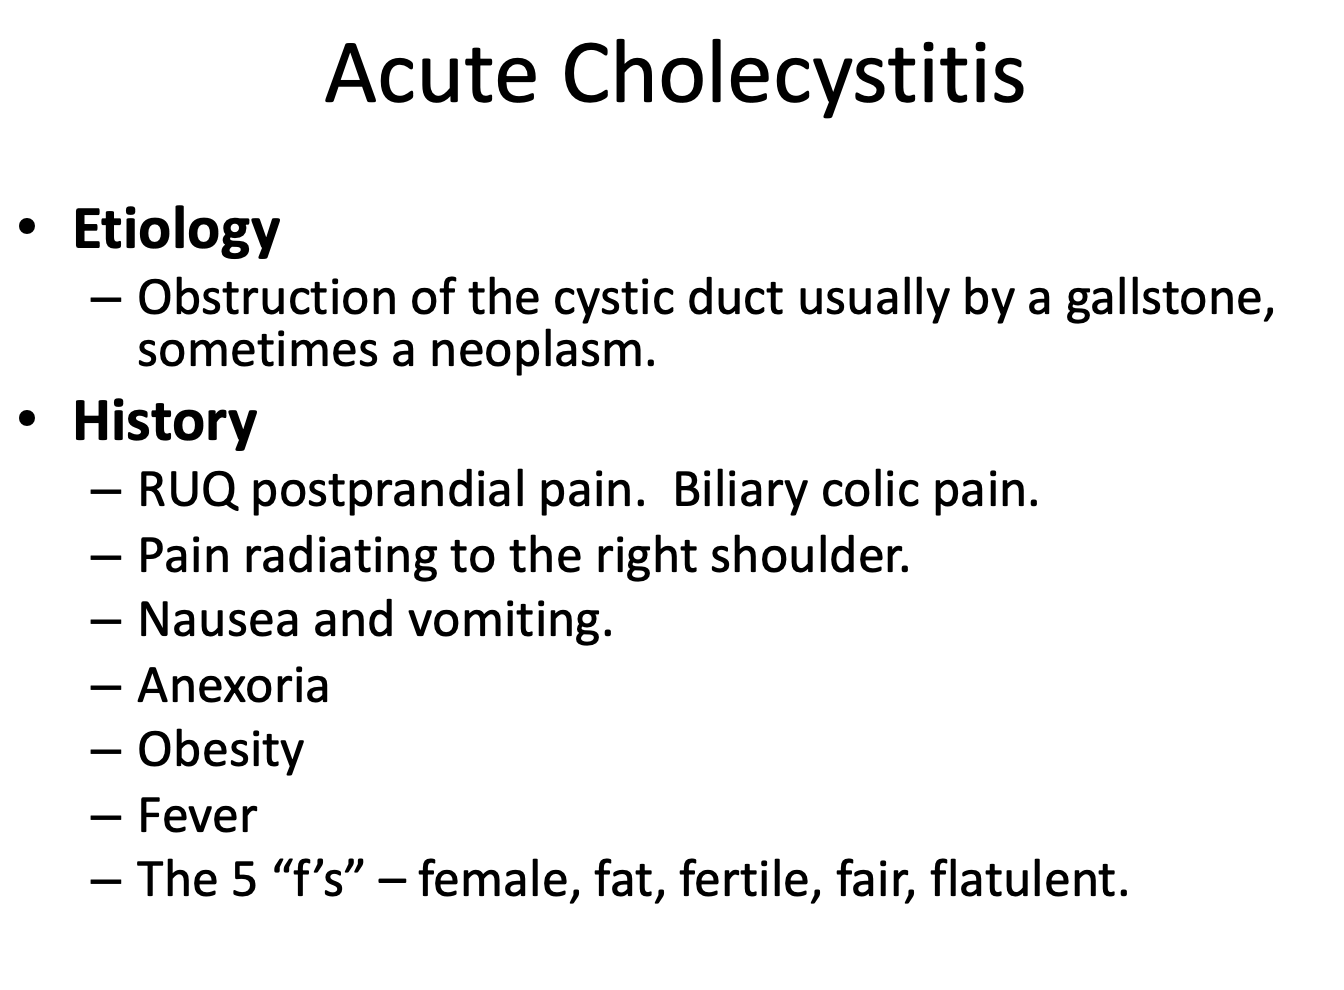 Acute Cholecystitis
• Etiology
– Obstruction of the cystic duct usually by a gallstone,
sometimes a neoplasm.
• History
– RUQ postprandial pain.  Biliary colic pain.
– Pain radiating to the right shoulder.
– Nausea and vomiting.
– Anexoria
– Obesity
– Fever
– The 5 “f’s” – female, fat, fertile, fair, flatulent.